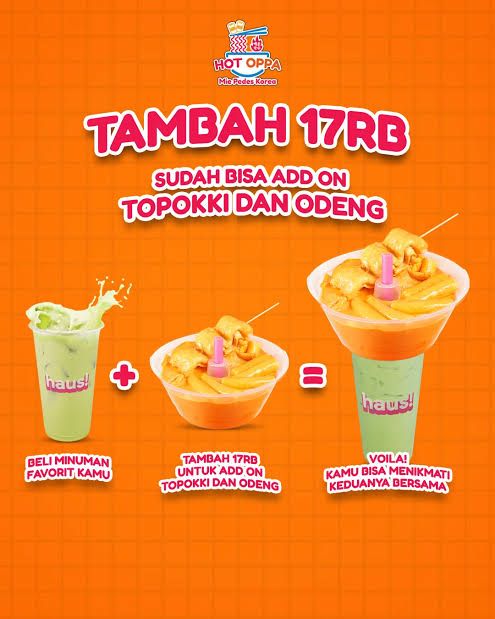 HOT OPPA
Mie Pedes Korea
TAMBAH 17RB
SUDAH BISA ADD ON
TOPOKKI DAN ODENG
haus!
+
=
haus!
BELI MINUMAN
FAVORIT KAMU
TAMBAH 17RB
UNTUK ADD ON
TOPOKKI DAN ODENG
VOILA!
KAMU BISA MENIKMATI
KEDUANYA BERSAMA